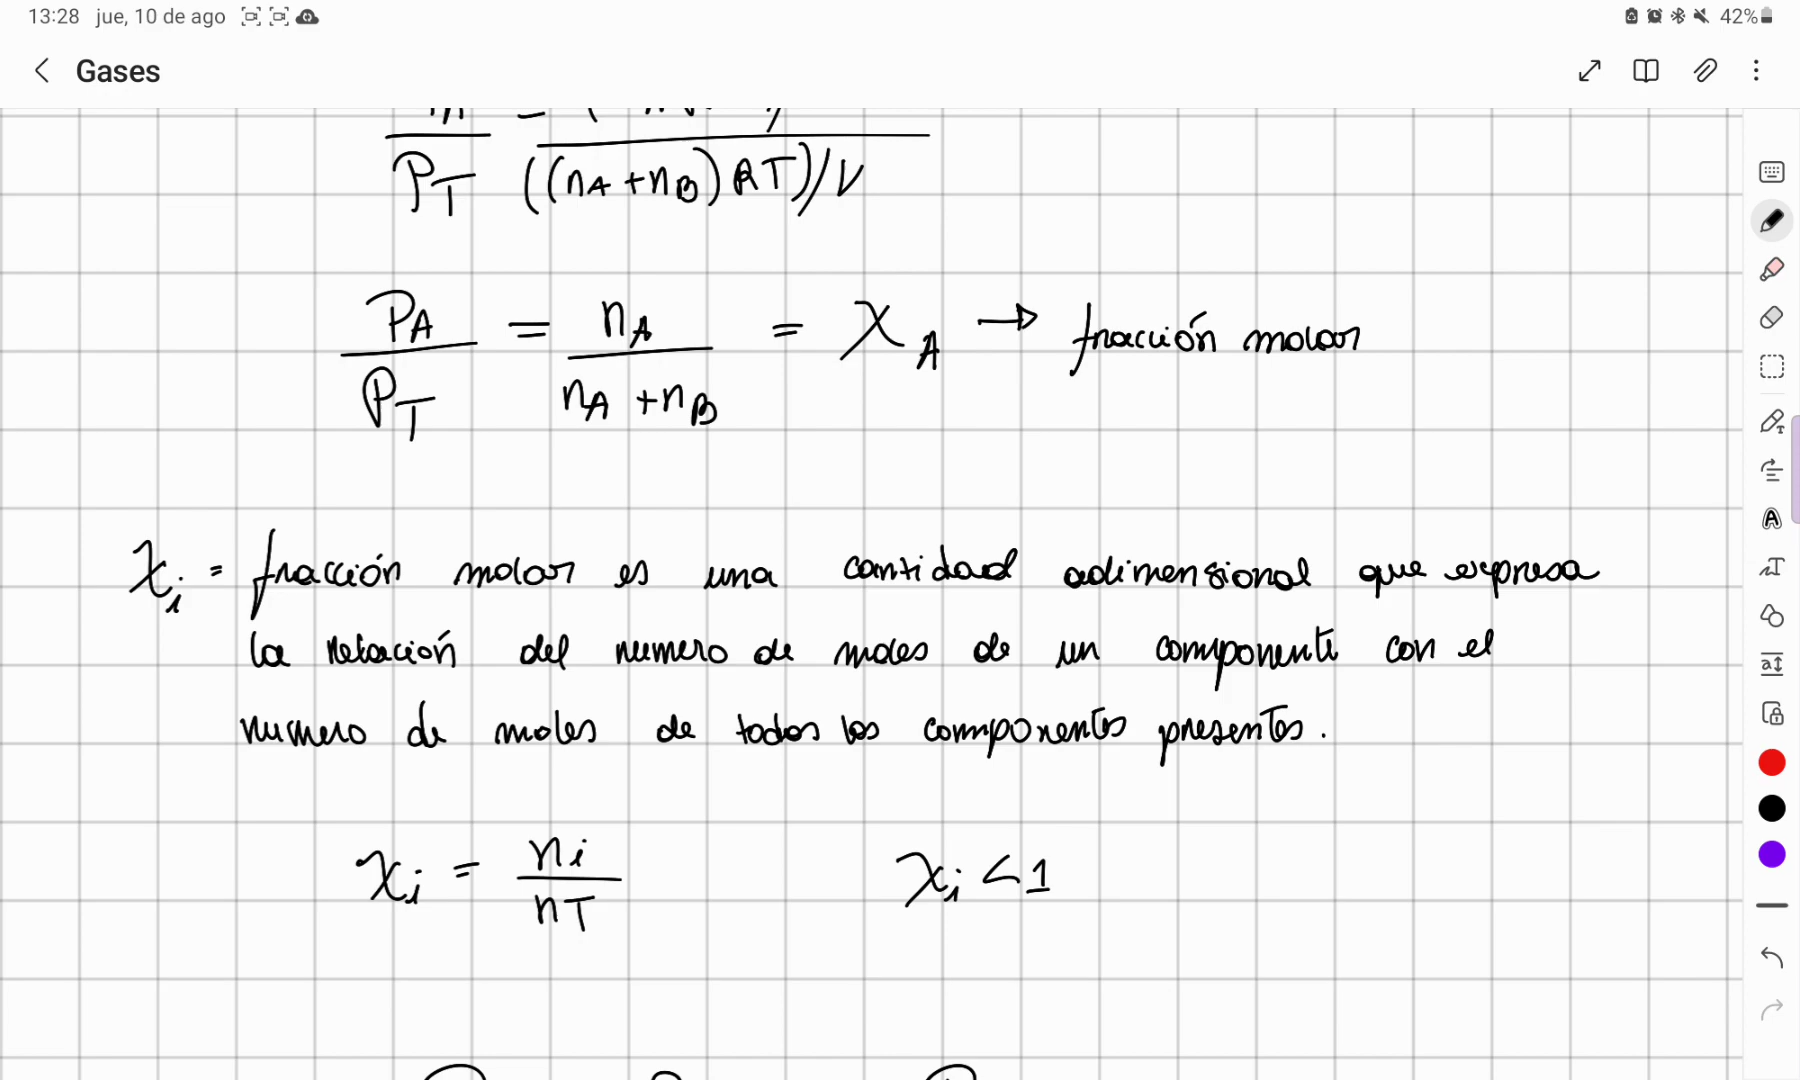 13:28 jue, 10 de ago 42%
Gases
P_T ((nA + nB) RT)/V
PA / P_T = nA / nA + nB = XA → fracción molar
Xi = fracción molar es una cantidad adimensional que expresa
la relación del numero de moles de un componente con el
numero de moles de todos los componentes presentes.
Xi = ni / nT Xi < 1